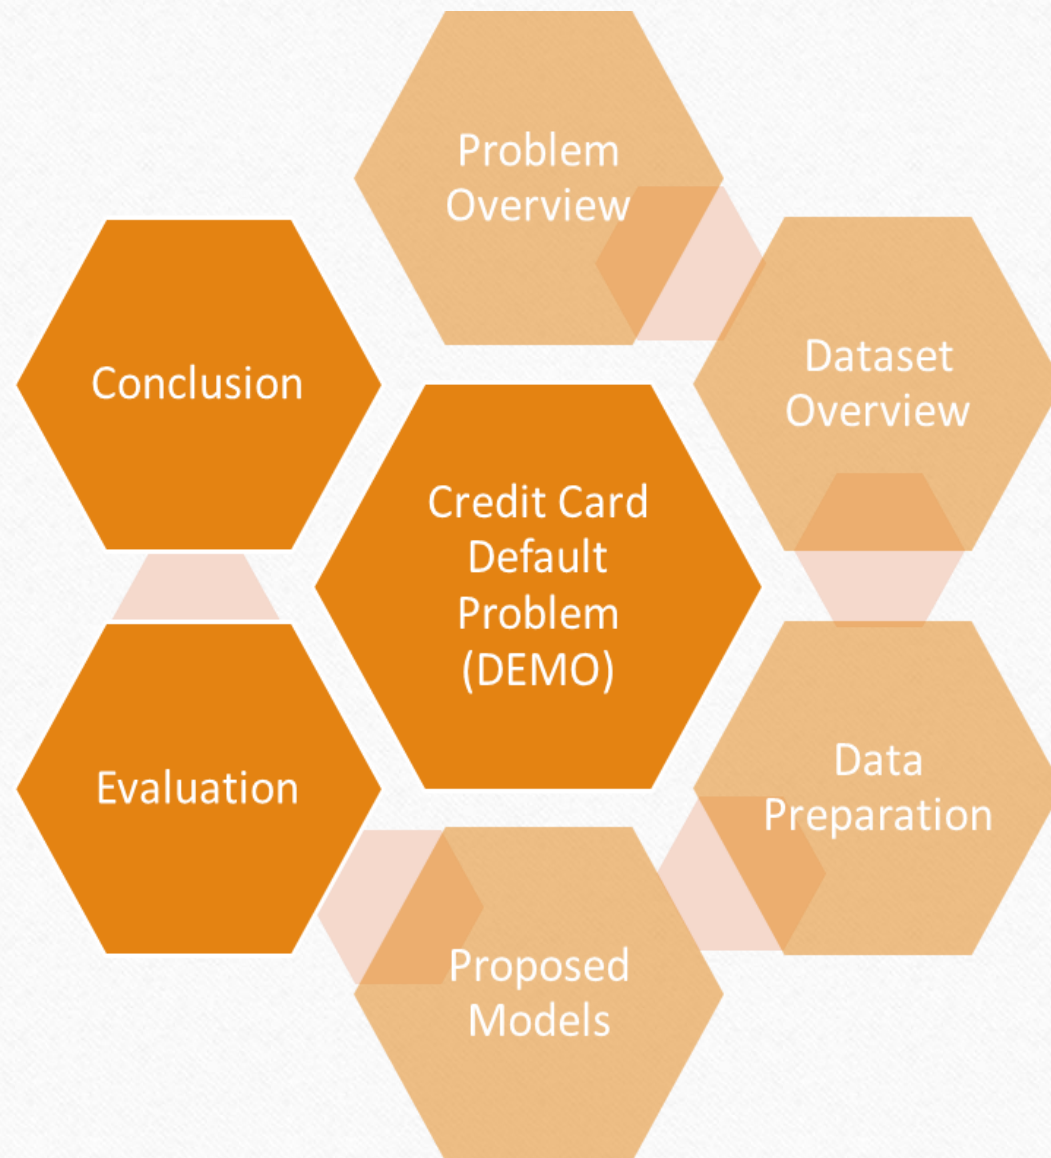 Problem
Overview
Dataset
Overview
Conclusion
Credit Card
Default
Problem
(DEMO)
Data
Preparation
Evaluation
Proposed
Models